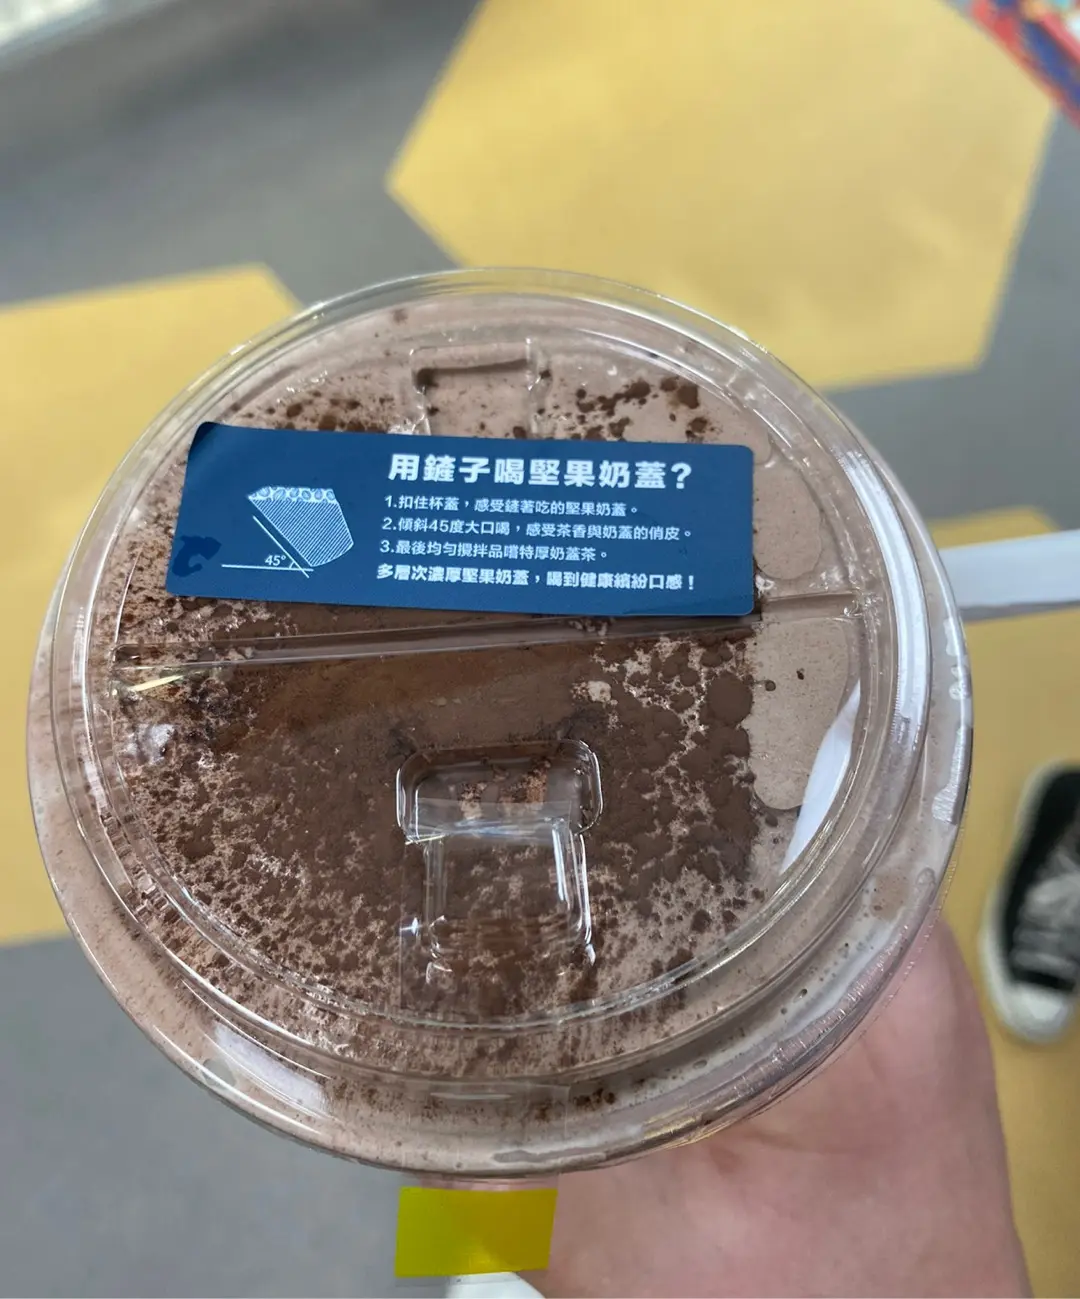 用鏟子喝堅果奶蓋?
1.扣住杯蓋,感受鏟著吃的堅果奶蓋。
2.傾斜45度大口喝,感受茶香與奶蓋的俏皮。
3.最後均勻攪拌品嚐特厚奶蓋茶。
多層次濃厚堅果奶蓋,喝到健康繽紛口感!
45°